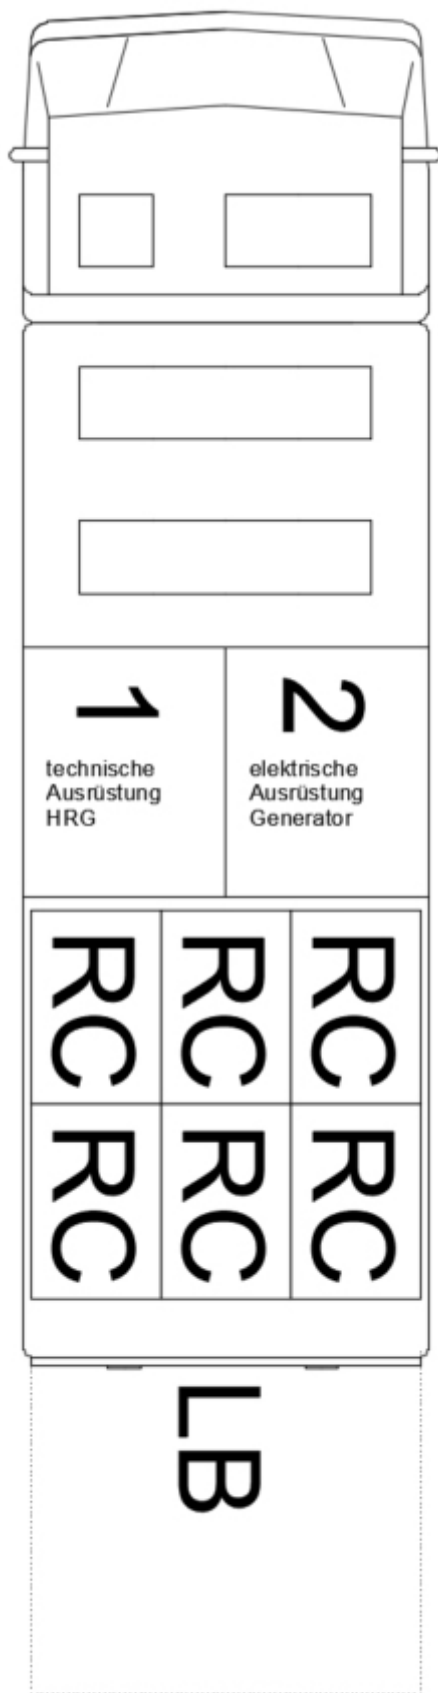 1
technische
Ausrüstung
HRG
2
elektrische
Ausrüstung
Generator
RC RC RC
RC RC RC
LB